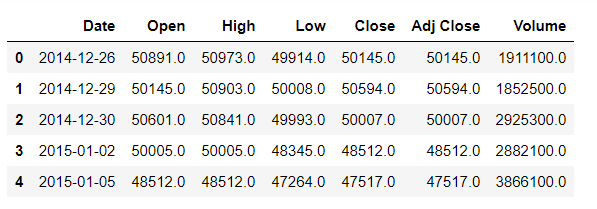 Date Open High Low Close Adj Close Volume
0 2014-12-26 50891.0 50973.0 49914.0 50145.0 50145.0 1911100.0
1 2014-12-29 50145.0 50903.0 50008.0 50594.0 50594.0 1852500.0
2 2014-12-30 50601.0 50841.0 49993.0 50007.0 50007.0 2925300.0
3 2015-01-02 50005.0 50005.0 48345.0 48512.0 48512.0 2882100.0
4 2015-01-05 48512.0 48512.0 47264.0 47517.0 47517.0 3866100.0